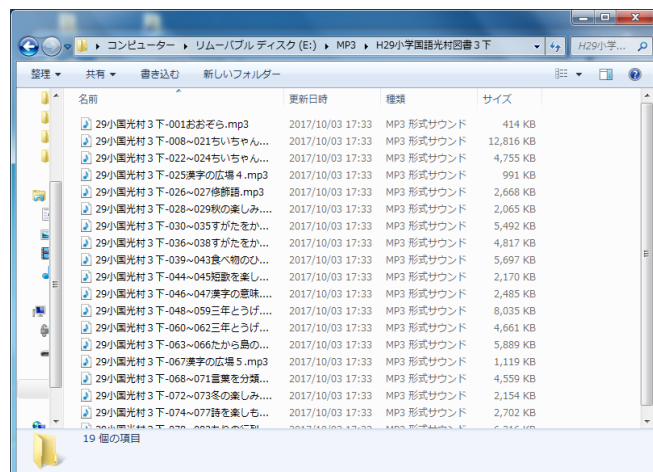 コンピューター ▸ リムーバブル ディスク (E:) ▸ MP3 ▸ H29小学国語光村図書3下
H29小学...
整理 共有 書き込む 新しいフォルダー
名前 更新日時 種類 サイズ
29小国光村3下-001おおぞら.mp3 2017/10/03 17:33 MP3 形式サウンド 414 KB
29小国光村3下-008~021ちいちゃん... 2017/10/03 17:33 MP3 形式サウンド 12,816 KB
29小国光村3下-022~024ちいちゃん... 2017/10/03 17:33 MP3 形式サウンド 4,755 KB
29小国光村3下-025漢字の広場4.mp3 2017/10/03 17:33 MP3 形式サウンド 991 KB
29小国光村3下-026~027修飾語.mp3 2017/10/03 17:33 MP3 形式サウンド 2,668 KB
29小国光村3下-028~029秋の楽しみ.... 2017/10/03 17:33 MP3 形式サウンド 2,065 KB
29小国光村3下-030~035すがたをか... 2017/10/03 17:33 MP3 形式サウンド 5,492 KB
29小国光村3下-036~038すがたをか... 2017/10/03 17:33 MP3 形式サウンド 4,817 KB
29小国光村3下-039~043食べ物のひ... 2017/10/03 17:33 MP3 形式サウンド 5,697 KB
29小国光村3下-044~045短歌を楽し... 2017/10/03 17:33 MP3 形式サウンド 2,170 KB
29小国光村3下-046~047漢字の意味.... 2017/10/03 17:33 MP3 形式サウンド 2,485 KB
29小国光村3下-048~059三年とうげ.... 2017/10/03 17:33 MP3 形式サウンド 8,035 KB
29小国光村3下-060~062三年とうげ... 2017/10/03 17:33 MP3 形式サウンド 4,661 KB
29小国光村3下-063~066たから島の... 2017/10/03 17:33 MP3 形式サウンド 5,889 KB
29小国光村3下-067漢字の広場5.mp3 2017/10/03 17:33 MP3 形式サウンド 1,119 KB
29小国光村3下-068~071言葉を分類... 2017/10/03 17:33 MP3 形式サウンド 4,559 KB
29小国光村3下-072~073冬の楽しみ... 2017/10/03 17:33 MP3 形式サウンド 2,154 KB
29小国光村3下-074~077詩を楽しも... 2017/10/03 17:33 MP3 形式サウンド 2,702 KB
19 個の項目